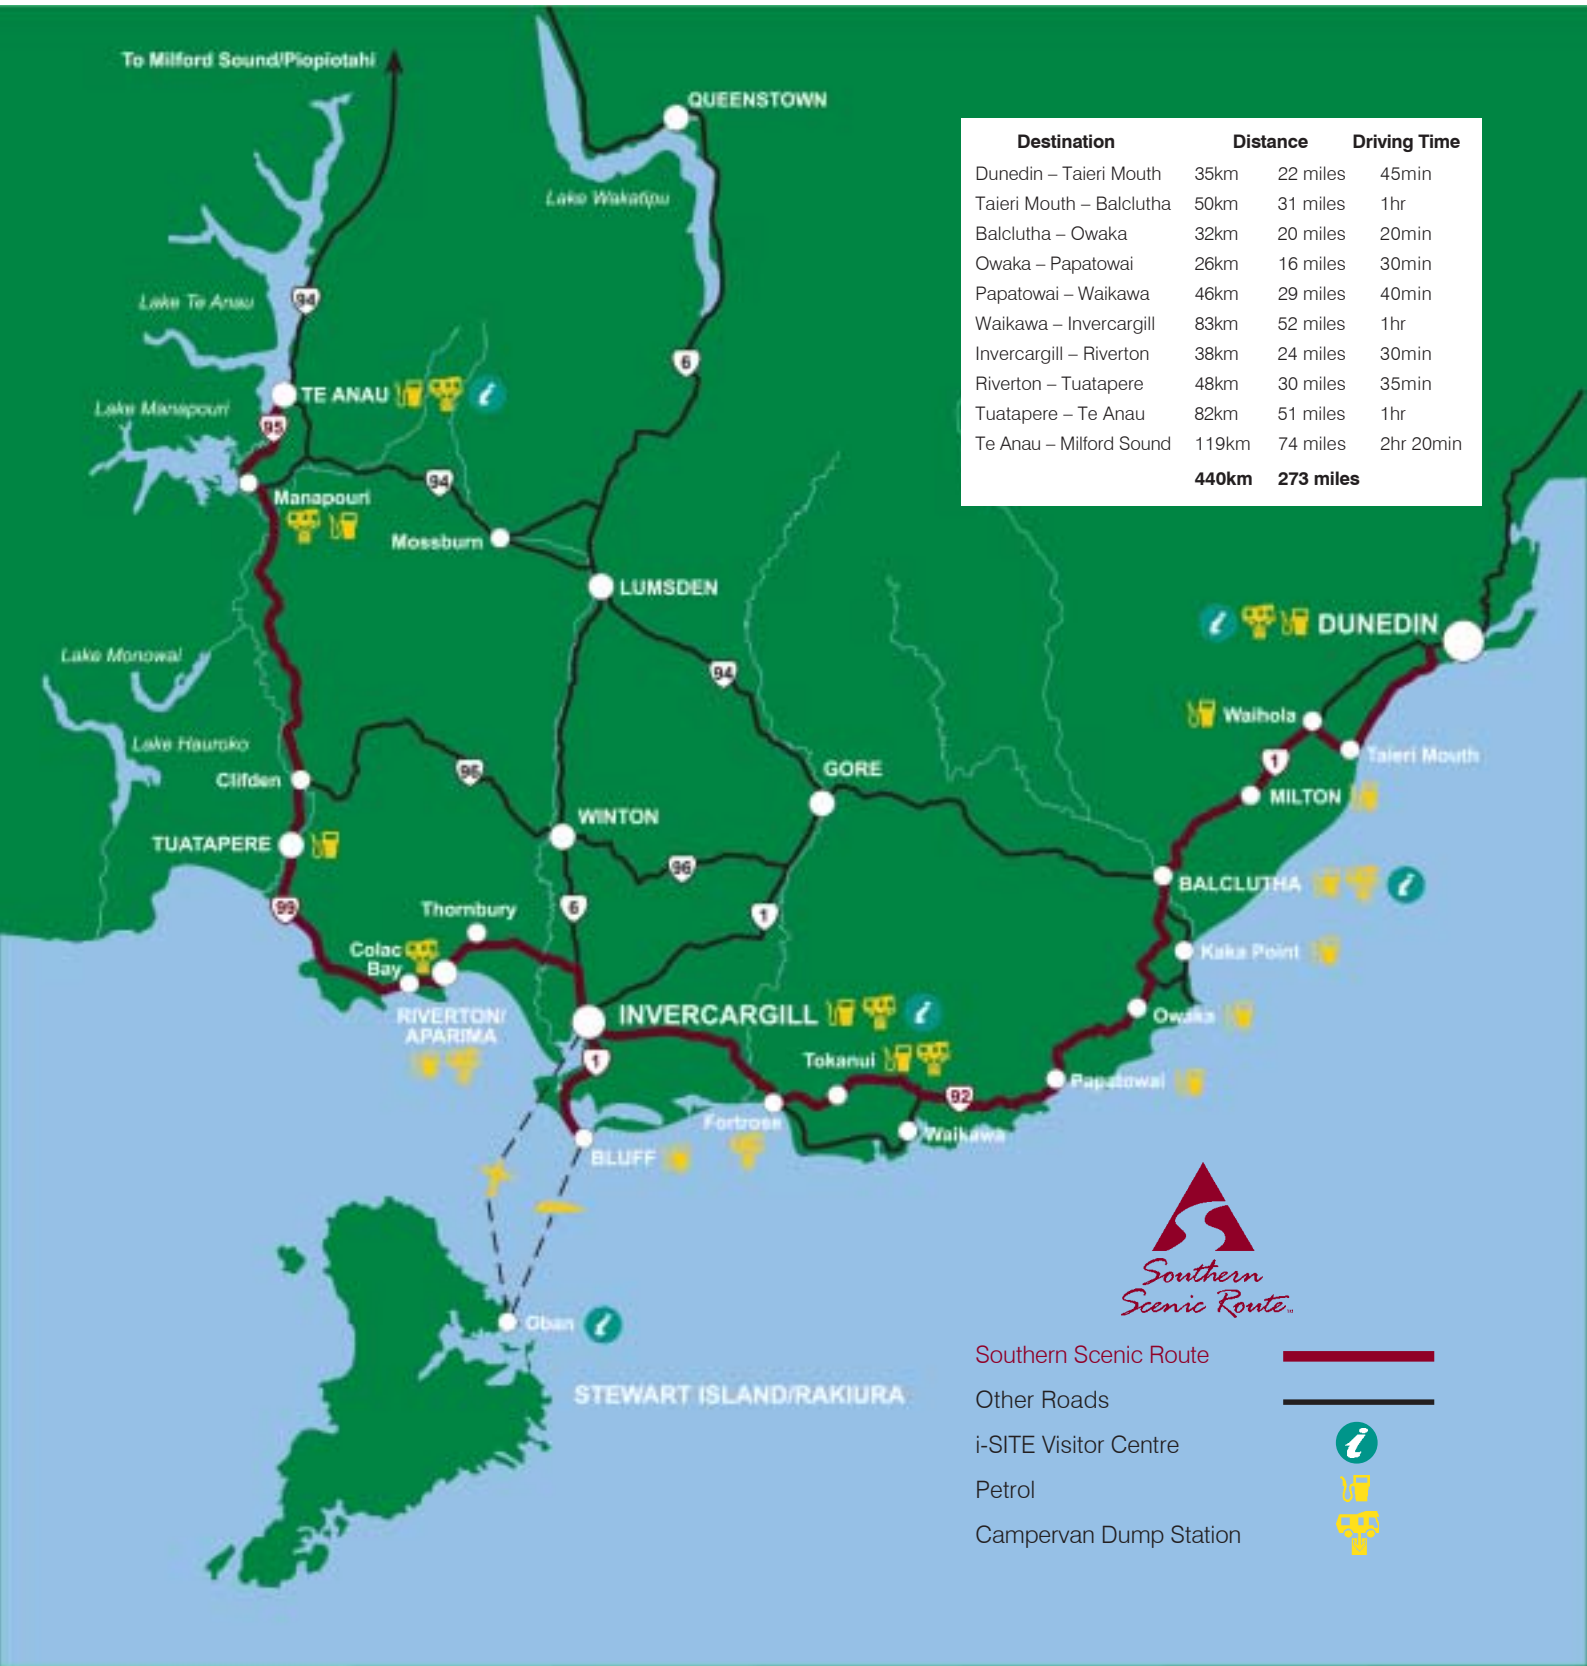 To Milford Sound/Piopiotahi
QUEENSTOWN
Lake Wakatipu
Destination Distance Driving Time
Dunedin – Taieri Mouth 35km 22 miles 45min
Taieri Mouth – Balclutha 50km 31 miles 1hr
Balclutha – Owaka 32km 20 miles 20min
Owaka – Papatowai 26km 16 miles 30min
Papatowai – Waikawa 46km 29 miles 40min
Waikawa – Invercargill 83km 52 miles 1hr
Invercargill – Riverton 38km 24 miles 30min
Riverton – Tuatapere 48km 30 miles 35min
Tuatapere – Te Anau 82km 51 miles 1hr
Te Anau – Milford Sound 119km 74 miles 2hr 20min
440km 273 miles
Lake Te Anau
94
6
TE ANAU
i
Lake Manapouri
95
94
Manapouri
Mossburn
LUMSDEN
i
DUNEDIN
Lake Monowai
94
Waihola
Lake Hauroko
Taieri Mouth
1
Clifden
96
GORE
MILTON
WINTON
TUATAPERE
96
BALCLUTHA
i
99
Thornbury
6
1
Colac
Bay
Kaka Point
RIVERTON/
APARIMA
INVERCARGILL
i
Owaka
1
Tokanui
Papatowai
92
Fortrose
Waikawa
BLUFF
Oban
i
STEWART ISLAND/RAKIURA
Southern
Scenic Route
Southern Scenic Route
Other Roads
i-SITE Visitor Centre
i
Petrol
Campervan Dump Station